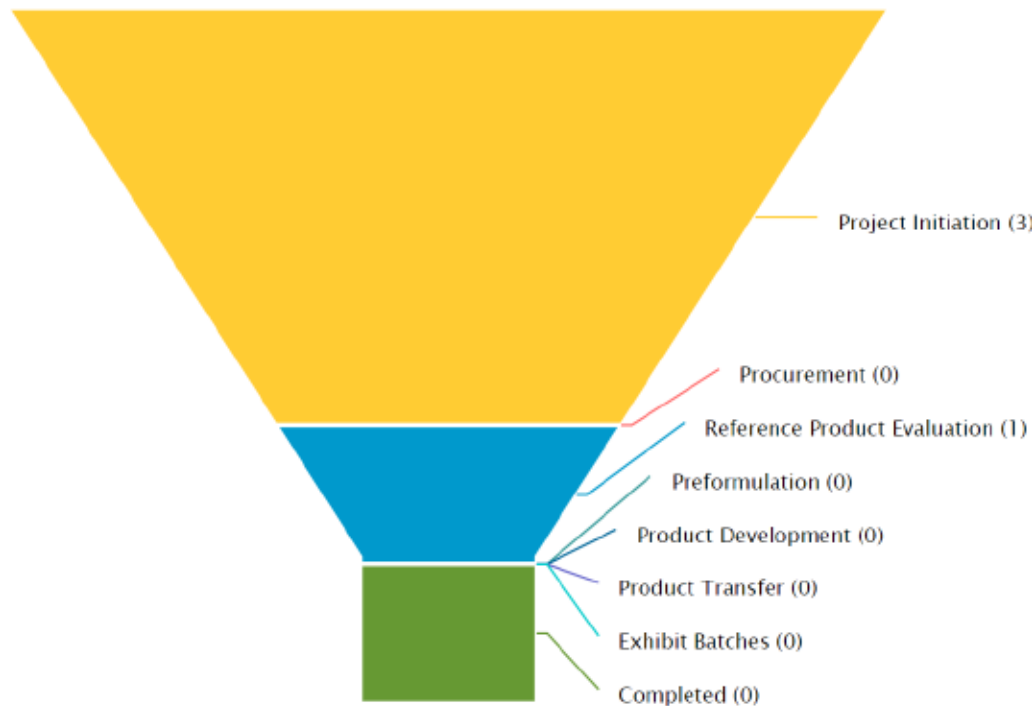 Project Initiation (3)
Procurement (0)
Reference Product Evaluation (1)
Preformulation (0)
Product Development (0)
Product Transfer (0)
Exhibit Batches (0)
Completed (0)